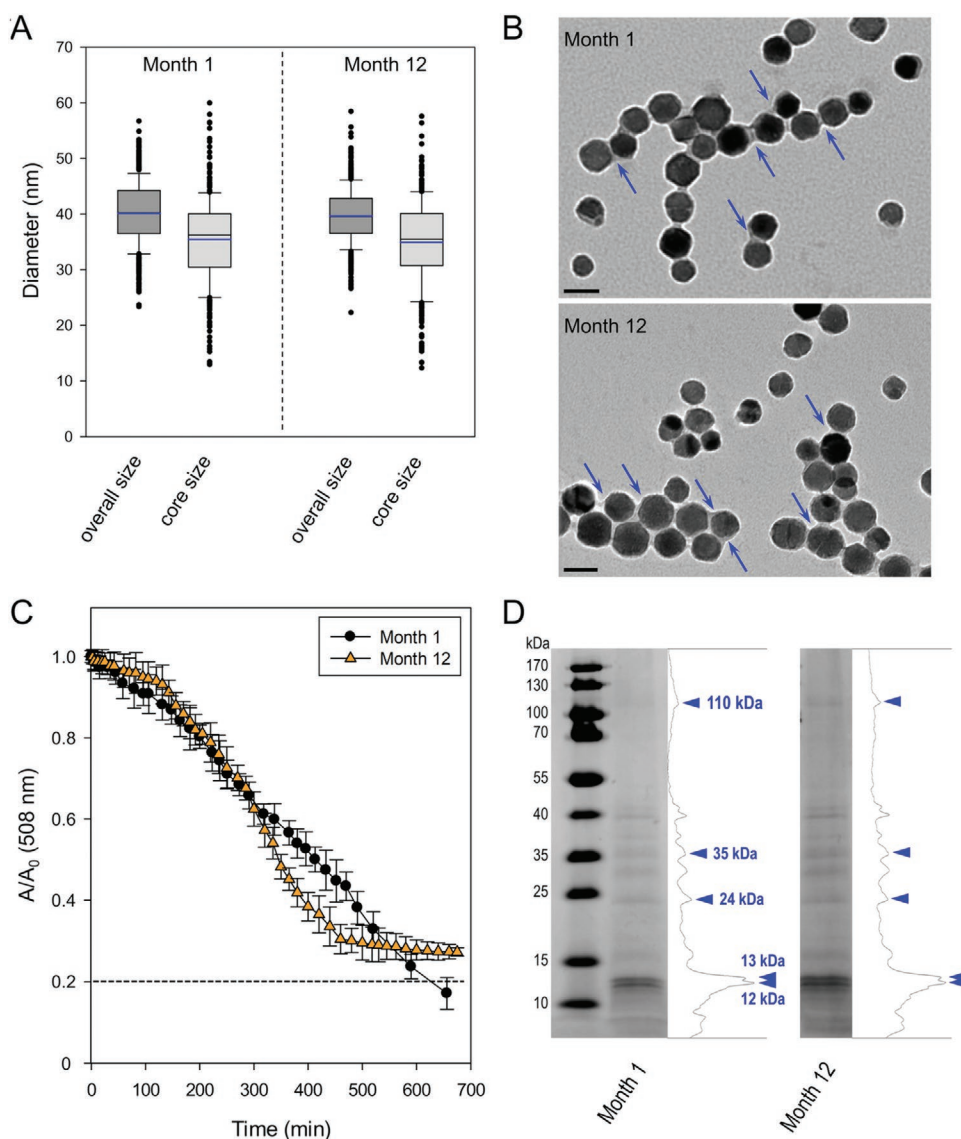 A
Month 1
Month 12
70
60
50
40
30
20
10
0
Diameter (nm)
overall size
core size
overall size
core size
B
Month 1
Month 12
C
Month 1
Month 12
1.0
0.8
0.6
0.4
0.2
0
A/A0 (508 nm)
0 100 200 300 400 500 600 700
Time (min)
D
kDa
170
130
100
70
55
40
35
25
15
10
110 kDa
35 kDa
24 kDa
13 kDa
12 kDa
Month 1
Month 12